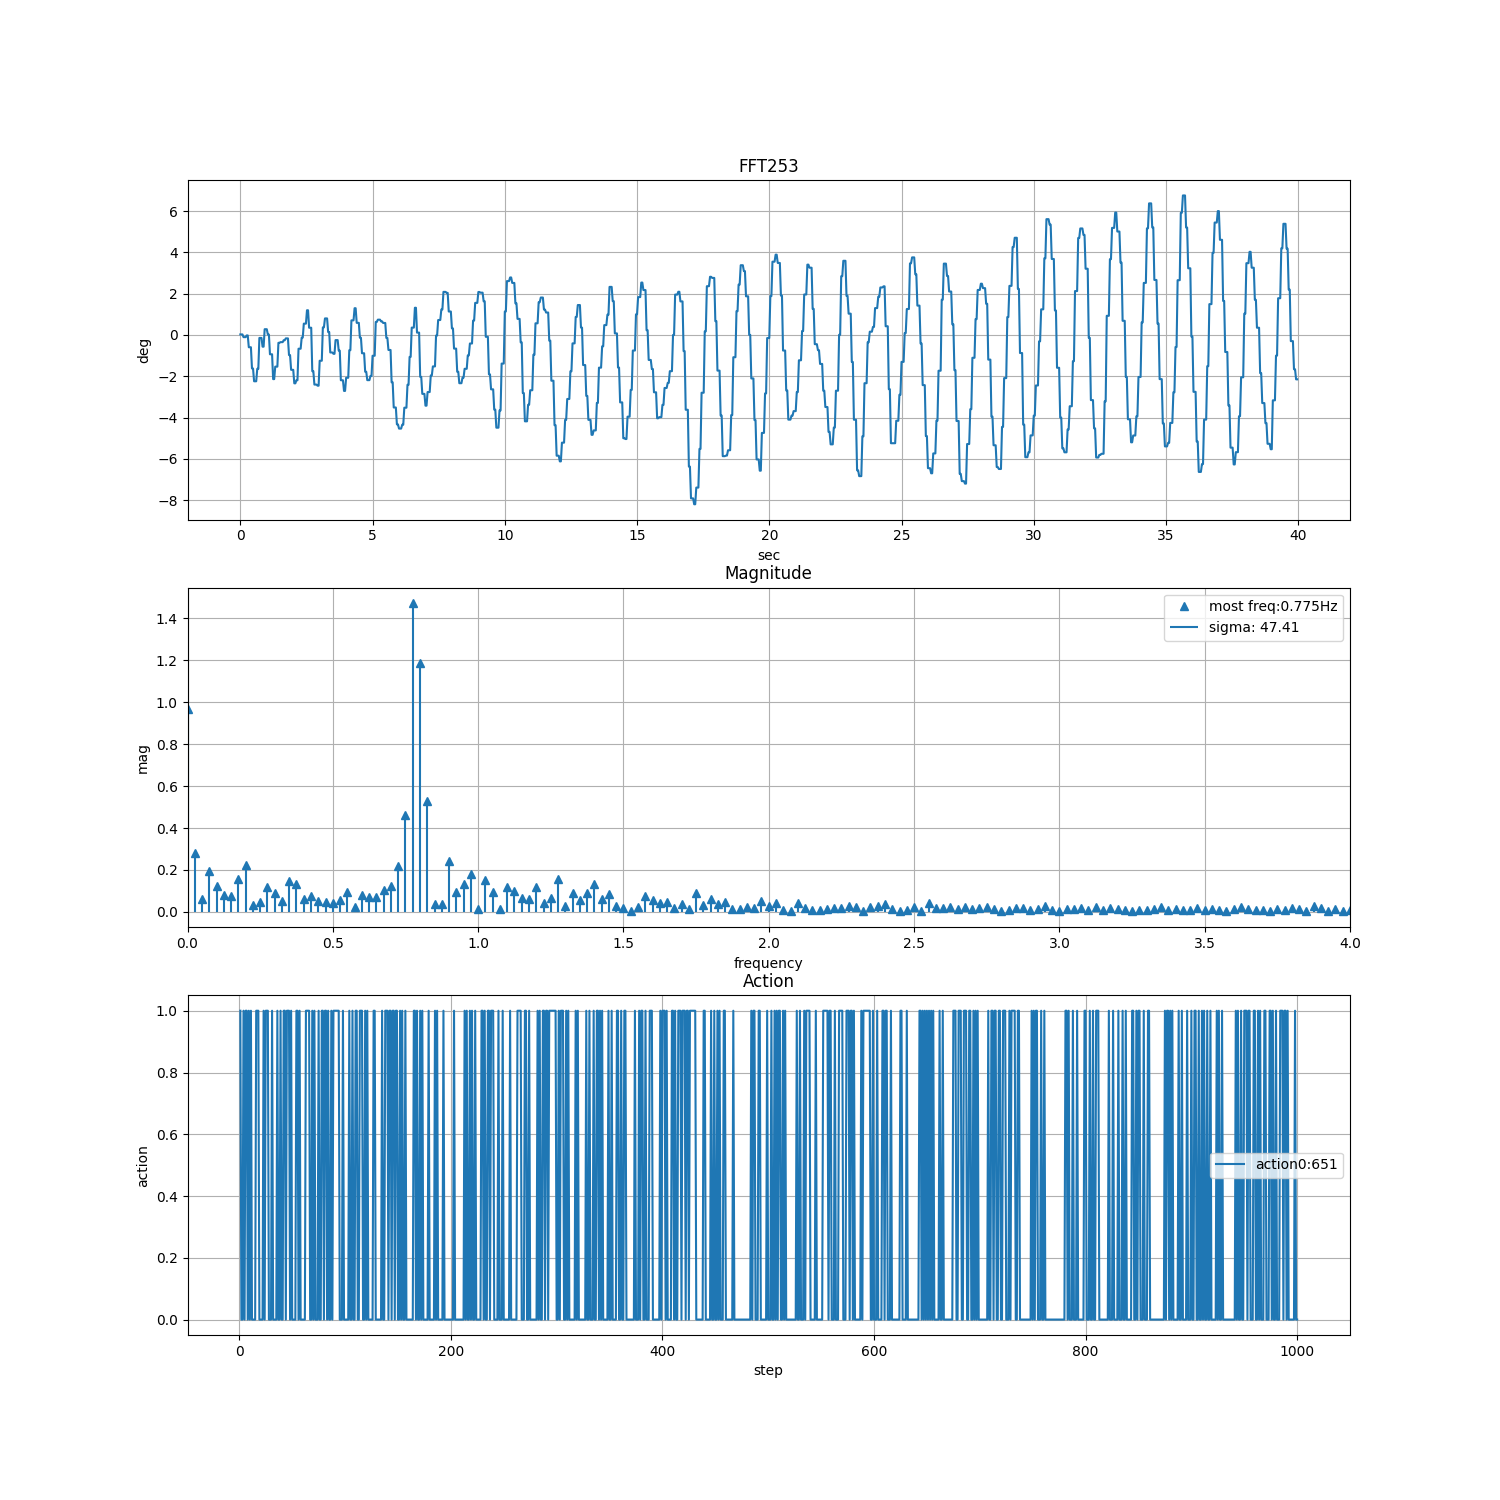 FFT253
6
4
2
0
−2
−4
−6
−8
deg
0 5 10 15 20 25 30 35 40
sec
Magnitude
1.4
1.2
1.0
0.8
0.6
0.4
0.2
0.0
mag
most freq:0.775Hz
sigma: 47.41
0.0 0.5 1.0 1.5 2.0 2.5 3.0 3.5 4.0
frequency
Action
1.0
0.8
0.6
0.4
0.2
0.0
action
action0:651
0 200 400 600 800 1000
step